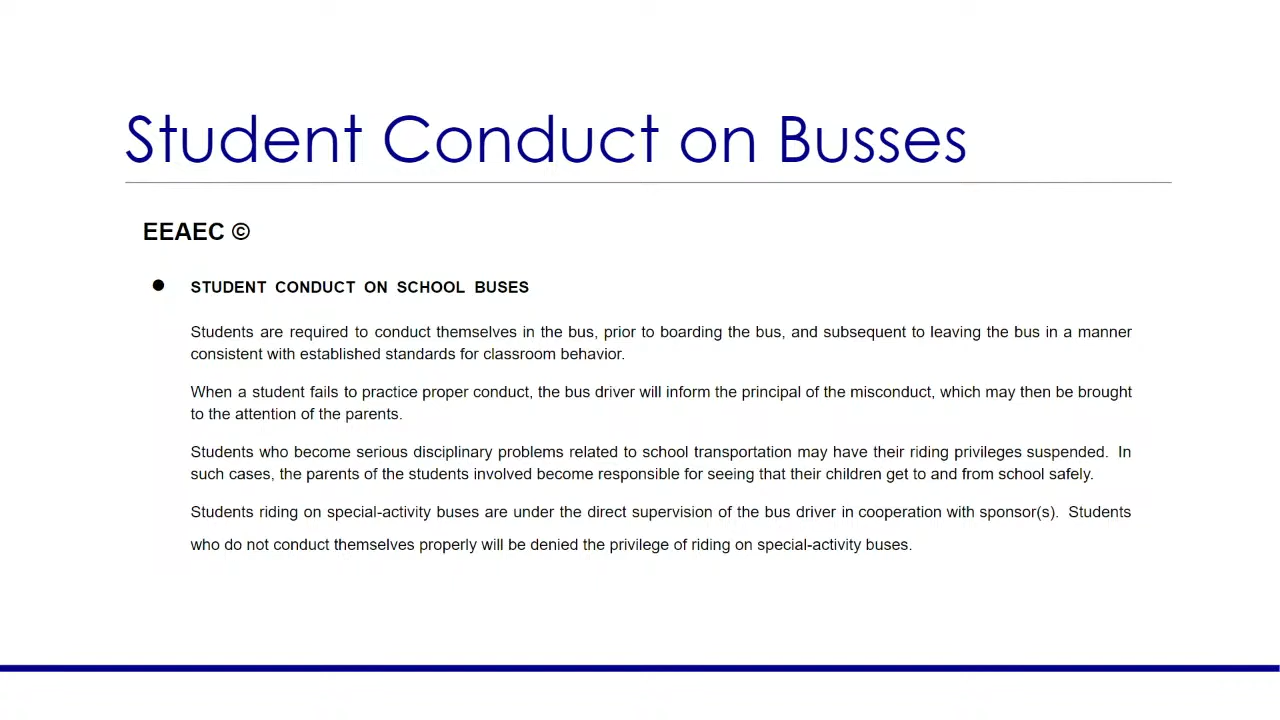 Student Conduct on Busses
EEAEC ©
● STUDENT CONDUCT ON SCHOOL BUSES
Students are required to conduct themselves in the bus, prior to boarding the bus, and subsequent to leaving the bus in a manner
consistent with established standards for classroom behavior.
When a student fails to practice proper conduct, the bus driver will inform the principal of the misconduct, which may then be brought
to the attention of the parents.
Students who become serious disciplinary problems related to school transportation may have their riding privileges suspended. In
such cases, the parents of the students involved become responsible for seeing that their children get to and from school safely.
Students riding on special-activity buses are under the direct supervision of the bus driver in cooperation with sponsor(s). Students
who do not conduct themselves properly will be denied the privilege of riding on special-activity buses.